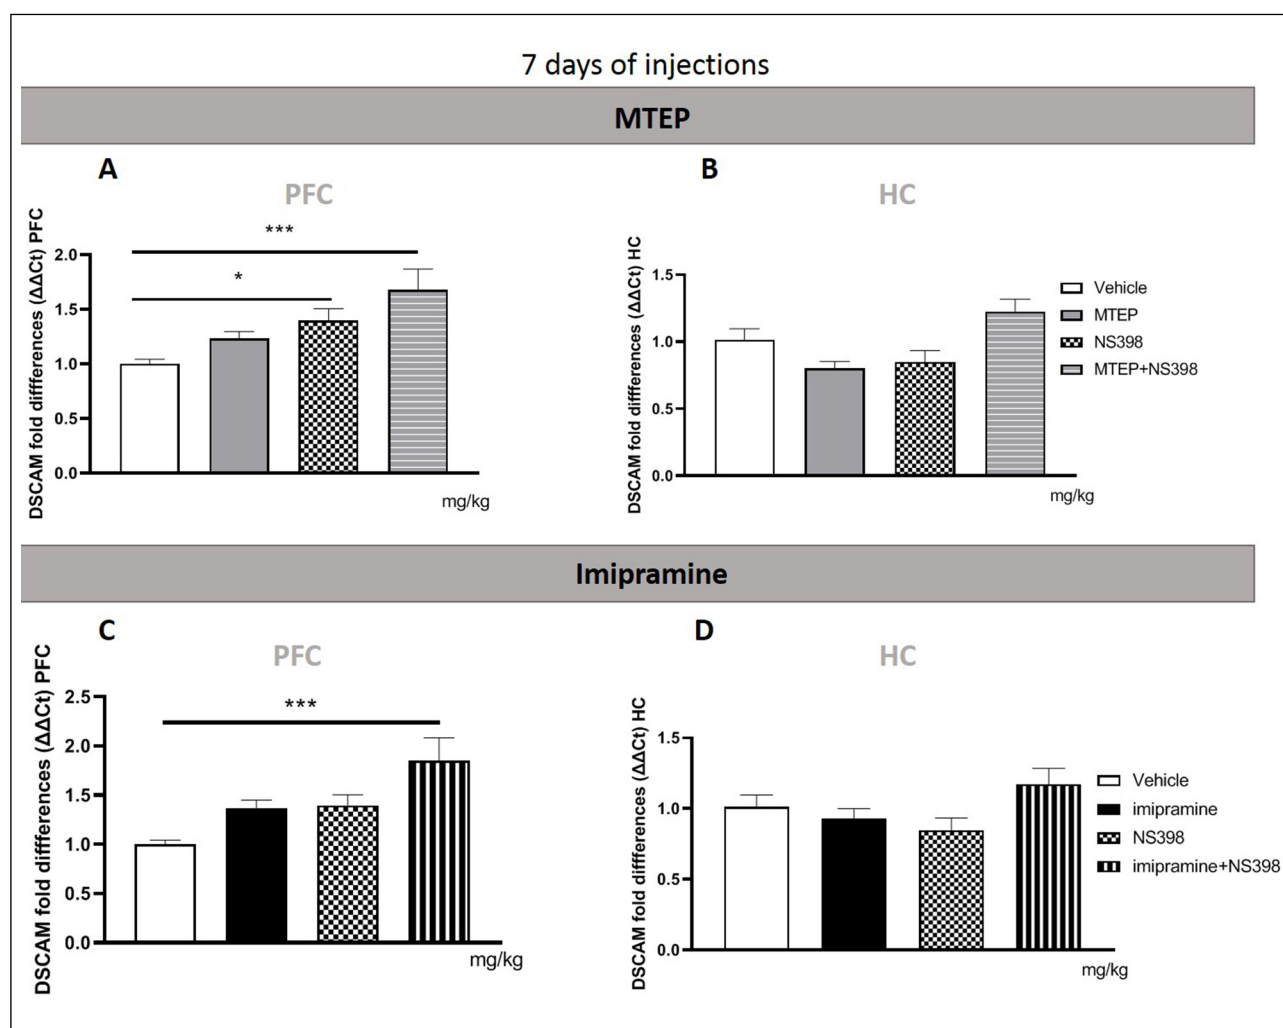 7 days of injections
MTEP
A
PFC
DSCAM fold diffferences (ΔΔCt) PFC
2.0
1.5
1.0
0.5
0.0
***
*
mg/kg
B
HC
DSCAM fold diffferences (ΔΔCt) HC
1.5
1.0
0.5
0.0
mg/kg
Vehicle
MTEP
NS398
MTEP+NS398
Imipramine
C
PFC
DSCAM fold diffferences (ΔΔCt) PFC
2.5
2.0
1.5
1.0
0.5
0.0
***
mg/kg
D
HC
DSCAM fold diffferences (ΔΔCt) HC
1.5
1.0
0.5
0.0
mg/kg
Vehicle
imipramine
NS398
imipramine+NS398